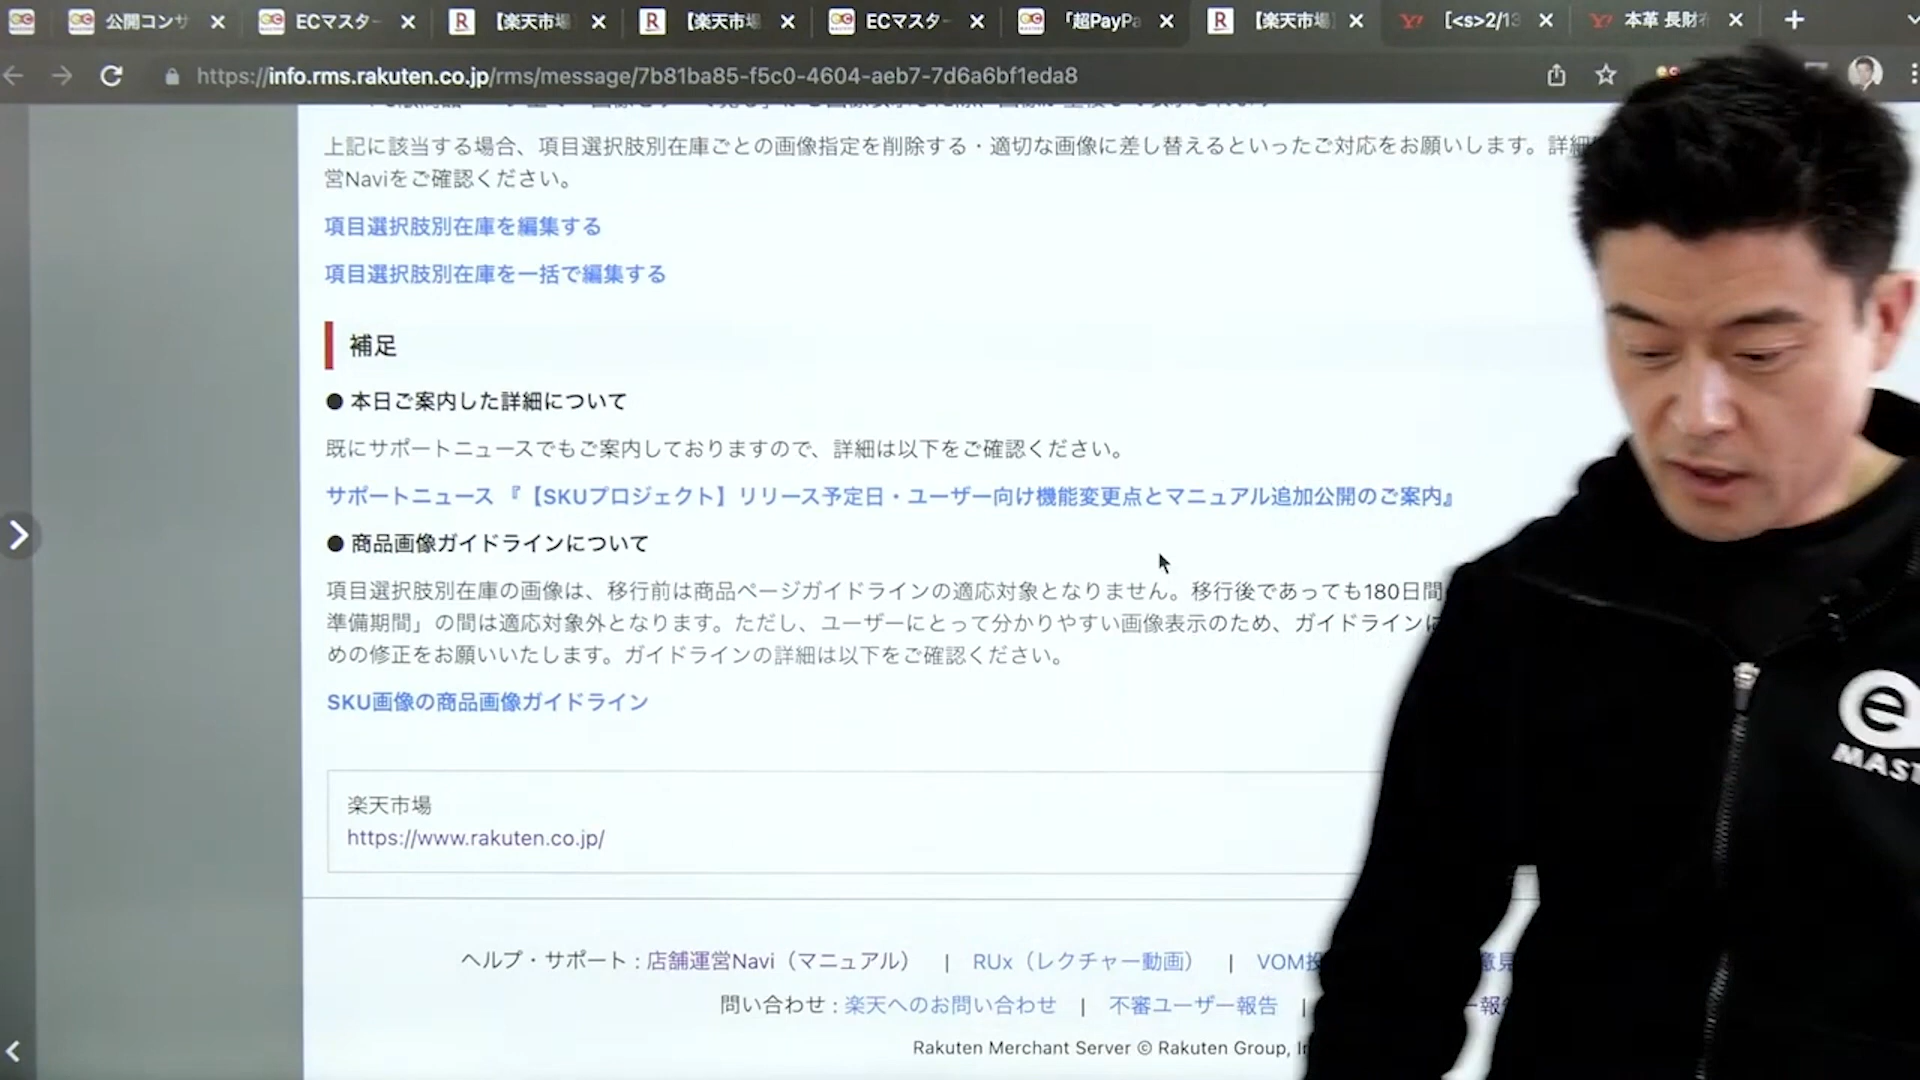 公開コンサ
ECマスター
【楽天市場】
【楽天市場
ECマスター
「超PayPa
【楽天市場】
[<s>2/13
本革 長財布
https://info.rms.rakuten.co.jp/rms/message/7b81ba85-f5c0-4604-aeb7-7d6a6bf1eda8
上記に該当する場合、項目選択肢別在庫ごとの画像指定を削除する・適切な画像に差し替えるといったご対応をお願いします。詳細
営Naviをご確認ください。
項目選択肢別在庫を編集する
項目選択肢別在庫を一括で編集する
補足
● 本日ご案内した詳細について
既にサポートニュースでもご案内しておりますので、詳細は以下をご確認ください。
サポートニュース 『【SKUプロジェクト】リリース予定日・ユーザー向け機能変更点とマニュアル追加公開のご案内』
● 商品画像ガイドラインについて
項目選択肢別在庫の画像は、移行前は商品ページガイドラインの適応対象となりません。移行後であっても180日間
準備期間」の間は適応対象外となります。ただし、ユーザーにとって分かりやすい画像表示のため、ガイドラインに
めの修正をお願いいたします。ガイドラインの詳細は以下をご確認ください。
SKU画像の商品画像ガイドライン
楽天市場
https://www.rakuten.co.jp/
ヘルプ・サポート : 店舗運営Navi（マニュアル） | RUx（レクチャー動画） | VOM投 意見
問い合わせ : 楽天へのお問い合わせ | 不審ユーザー報告 | ー報告
Rakuten Merchant Server © Rakuten Group, In
e
MAST